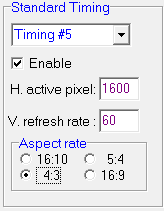 Standard Timing
Timing #5
Enable
H. active pixel: 1600
V. refresh rate : 60
Aspect rate
16:10 5:4
4:3 16:9